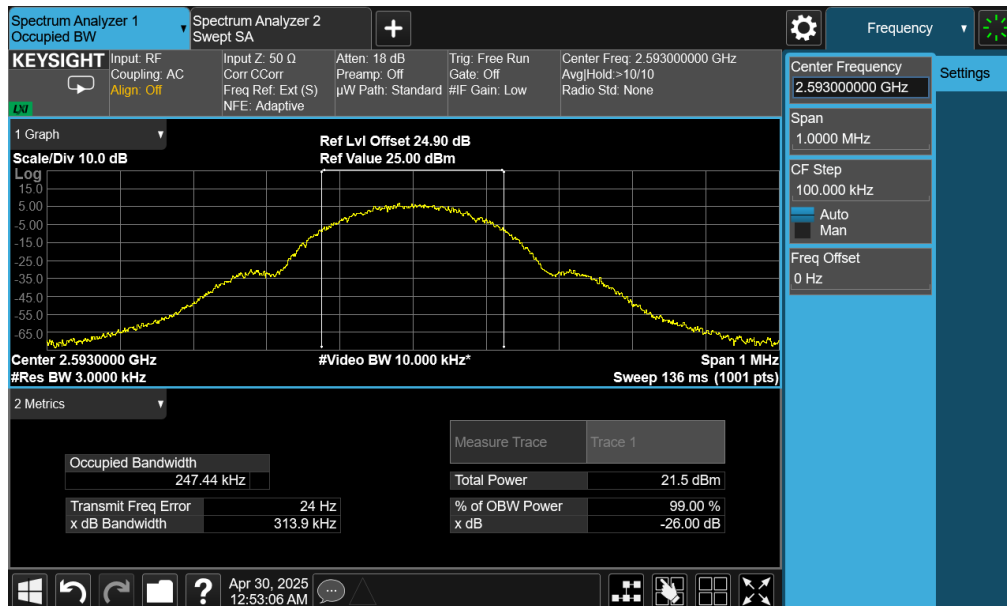 Spectrum Analyzer 1
Occupied BW
Spectrum Analyzer 2
Swept SA
Frequency
KEYSIGHT
LXI
Input: RF
Coupling: AC
Align: Off
Input Z: 50 Ω
Corr CCorr
Freq Ref: Ext (S)
NFE: Adaptive
Atten: 18 dB
Preamp: Off
µW Path: Standard
Trig: Free Run
Gate: Off
#IF Gain: Low
Center Freq: 2.593000000 GHz
Avg|Hold:>10/10
Radio Std: None
Center Frequency
2.593000000 GHz
Settings
Span
1.0000 MHz
CF Step
100.000 kHz
Auto
Man
Freq Offset
0 Hz
1 Graph
Scale/Div 10.0 dB
Ref Lvl Offset 24.90 dB
Ref Value 25.00 dBm
Log
15.0
5.00
-5.00
-15.0
-25.0
-35.0
-45.0
-55.0
-65.0
Center 2.5930000 GHz
#Res BW 3.0000 kHz
#Video BW 10.000 kHz*
Span 1 MHz
Sweep 136 ms (1001 pts)
2 Metrics
Measure Trace Trace 1
Occupied Bandwidth
247.44 kHz
Total Power 21.5 dBm
Transmit Freq Error 24 Hz
x dB Bandwidth 313.9 kHz
% of OBW Power 99.00 %
x dB -26.00 dB
?
Apr 30, 2025
12:53:06 AM